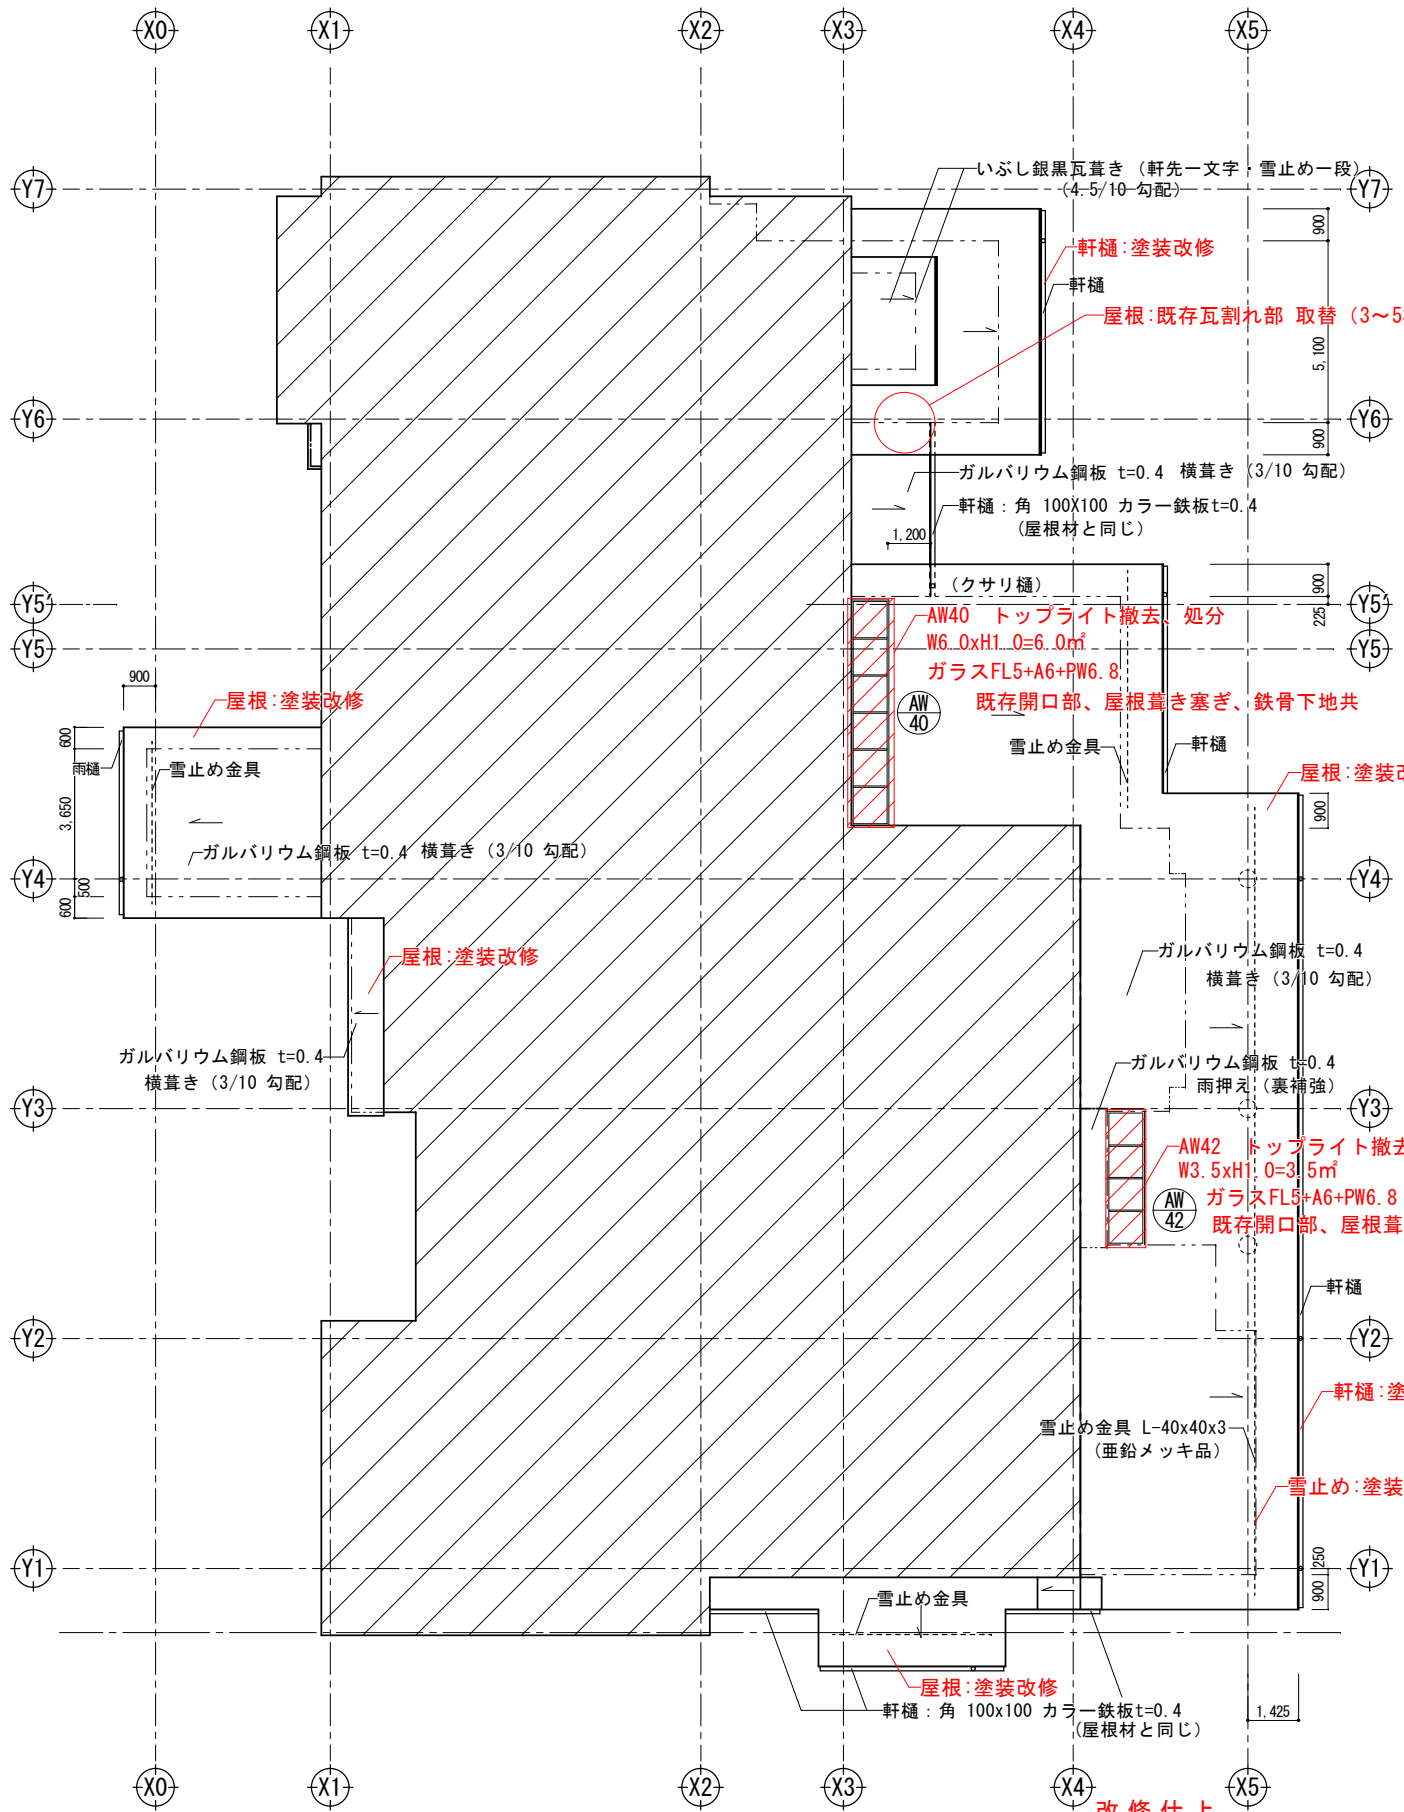 X0
X1
X2
X3
X4
X5
Y7
いぶし銀黒瓦葺き（軒先一文字・雪止め一段）
（4.5/10 勾配）
Y7
900
軒樋:塗装改修
軒樋
屋根:既存瓦割れ部 取替（3～5
5,100
Y6
Y6
900
ガルバリウム鋼板 t=0.4 横葺き（3/10 勾配）
軒樋：角 100X100 カラー鉄板t=0.4
（屋根材と同じ）
1,200
（クサリ樋）
900
Y5'
Y5'
225
AW40 トップライト撤去、処分
W6.0xH1.0=6.0㎡
Y5
Y5
ガラスFL5+A6+PW6.8
900
屋根:塗装改修
AW
40
既存開口部、屋根葺き塞ぎ、鉄骨下地共
600
雨樋
雪止め金具
雪止め金具
軒樋
屋根:塗装改
3,650
900
ガルバリウム鋼板 t=0.4 横葺き（3/10 勾配）
Y4
500
Y4
600
屋根:塗装改修
ガルバリウム鋼板 t=0.4
横葺き（3/10 勾配）
ガルバリウム鋼板 t=0.4
横葺き（3/10 勾配）
ガルバリウム鋼板 t=0.4
雨押え（裏補強）
Y3
Y3
AW42 トップライト撤去
W3.5xH1.0=3.5㎡
AW
42
ガラスFL5+A6+PW6.8
既存開口部、屋根葺
軒樋
Y2
Y2
軒樋:塗
雪止め金具 L-40x40x3
（亜鉛メッキ品）
雪止め:塗装
Y1
250
Y1
900
雪止め金具
屋根:塗装改修
軒樋：角 100x100 カラー鉄板t=0.4
（屋根材と同じ）
1,425
X0
X1
X2
X3
X4
X5
改修仕上